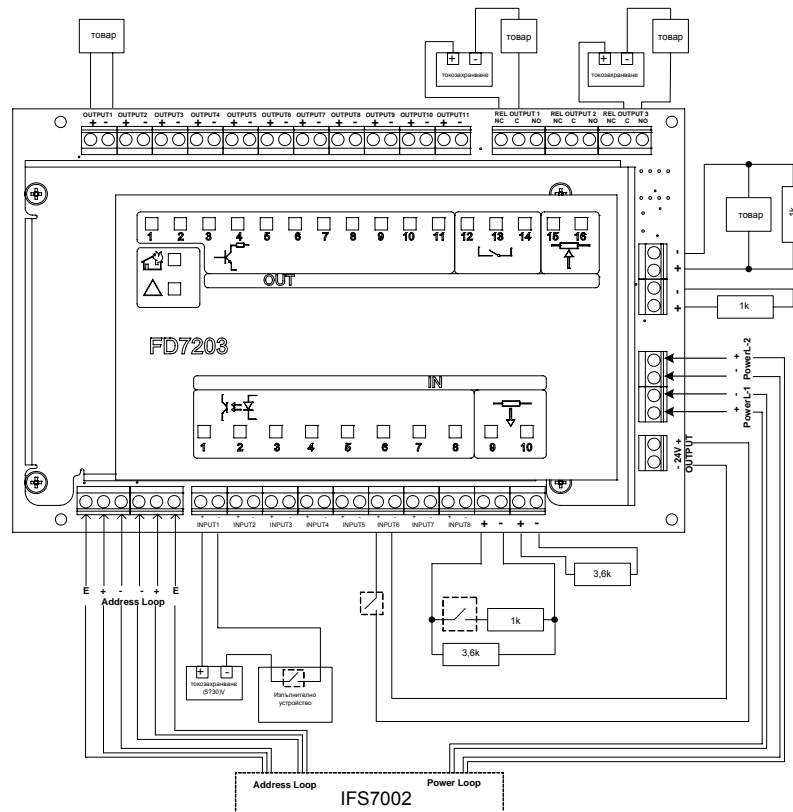 товар
товар
товар
+ -
токозахранване
+ -
токозахранване
OUTPUT1 OUTPUT2 OUTPUT3 OUTPUT4 OUTPUT5 OUTPUT6 OUTPUT7 OUTPUT8 OUTPUT9 OUTPUT10 OUTPUT11
+ - + - + - + - + - + - + - + - + - + - + -
REL OUTPUT 1 REL OUTPUT 2 REL OUTPUT 3
NC C NO NC C NO NC C NO
1 2 3 4 5 6 7 8 9 10 11 12 13 14 15 16
OUT
товар
1k
-
+
-
+
1k
FD7203
+
-
PowerL-2
-
+
PowerL-1
IN
1 2 3 4 5 6 7 8 9 10
- 24V +
OUTPUT
+ - + - + - + - + - + - + - + -
INPUT1 INPUT2 INPUT3 INPUT4 INPUT5 INPUT6 INPUT7 INPUT8 + - + -
E + - - + E
Address Loop
3,6k
1k
3,6k
+ -
токозахранване
(5?30)V
Изпълнително
устройство
Address Loop Power Loop
IFS7002